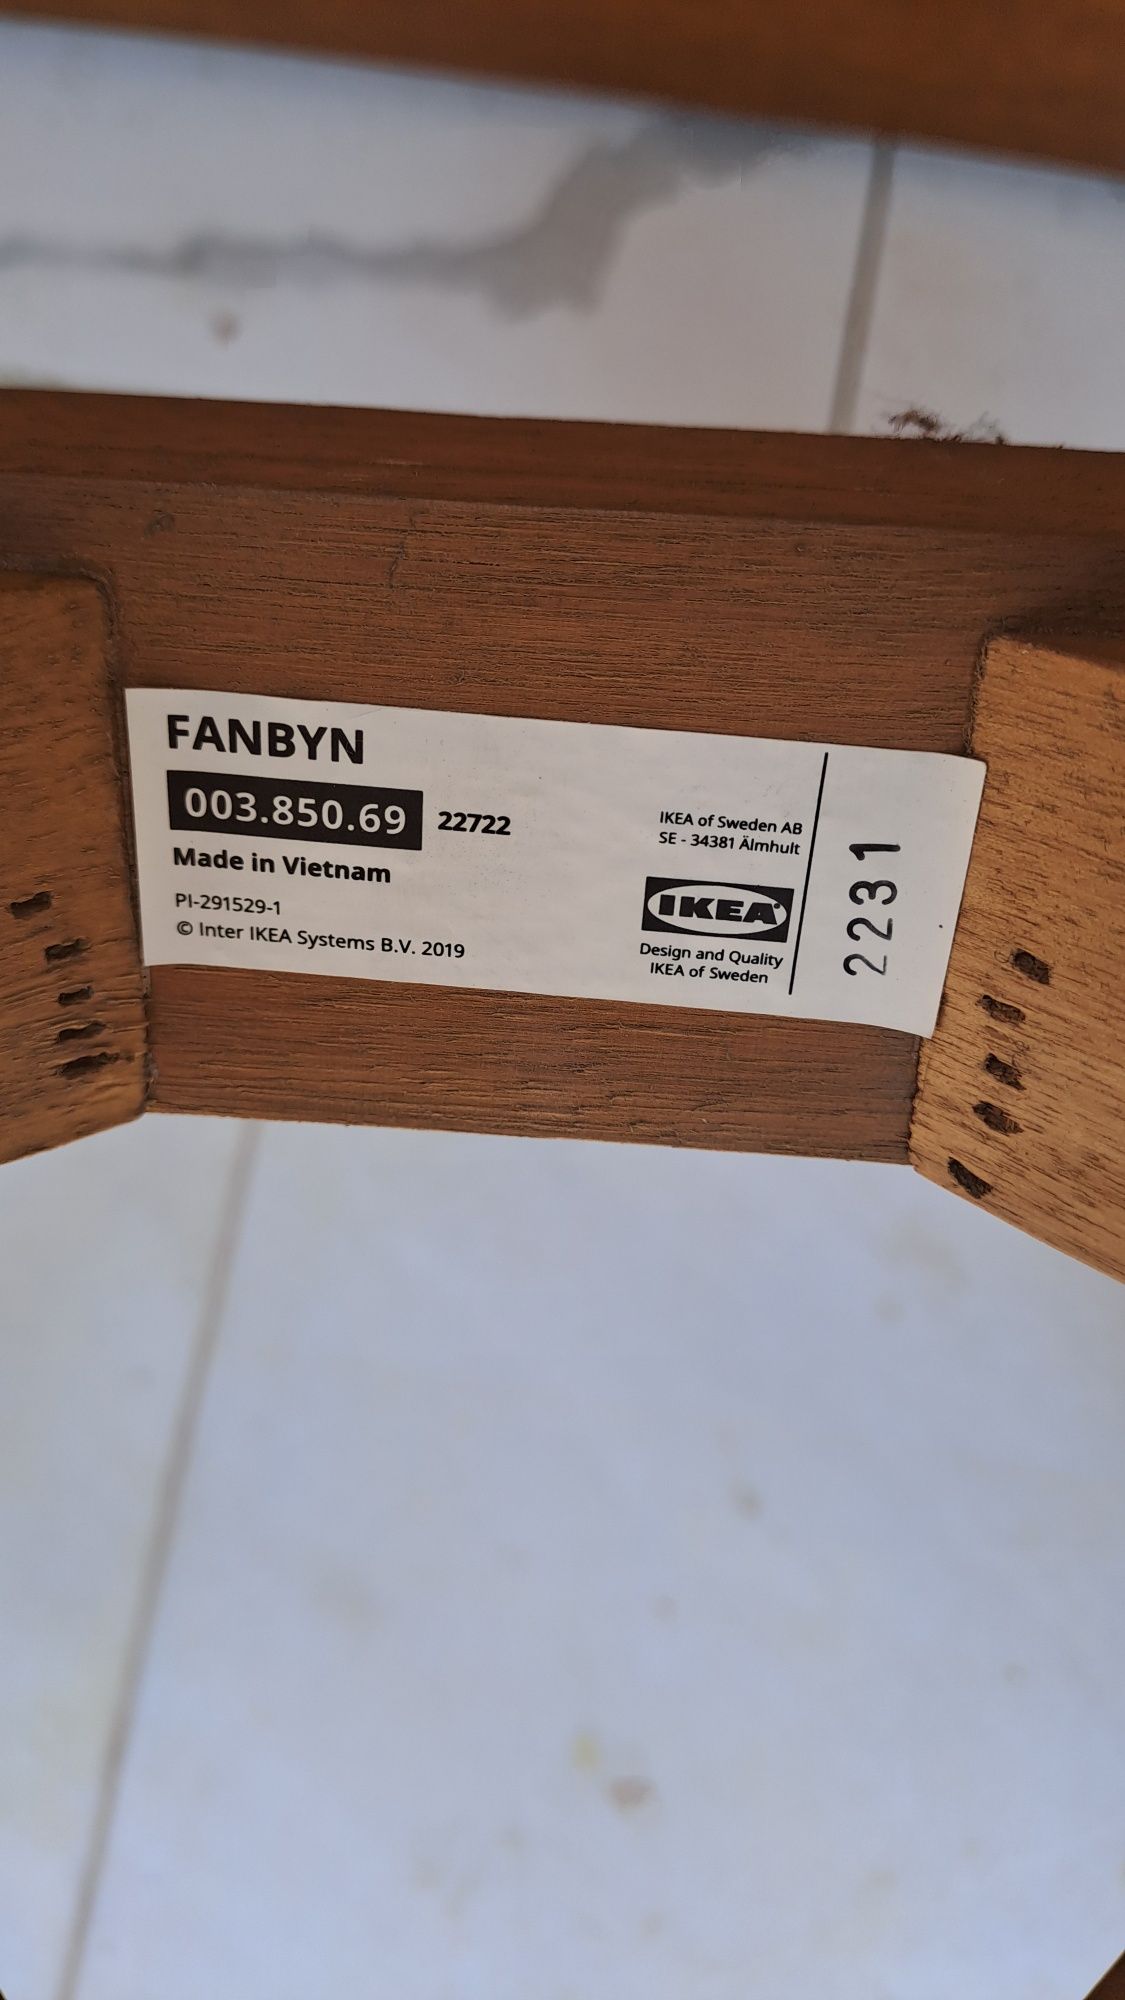 FANBYN
003.850.69 22722
Made in Vietnam
PI-291529-1
© Inter IKEA Systems B.V. 2019
IKEA of Sweden AB
SE - 34381 Älmhult
IKEA®
Design and Quality
IKEA of Sweden
2231